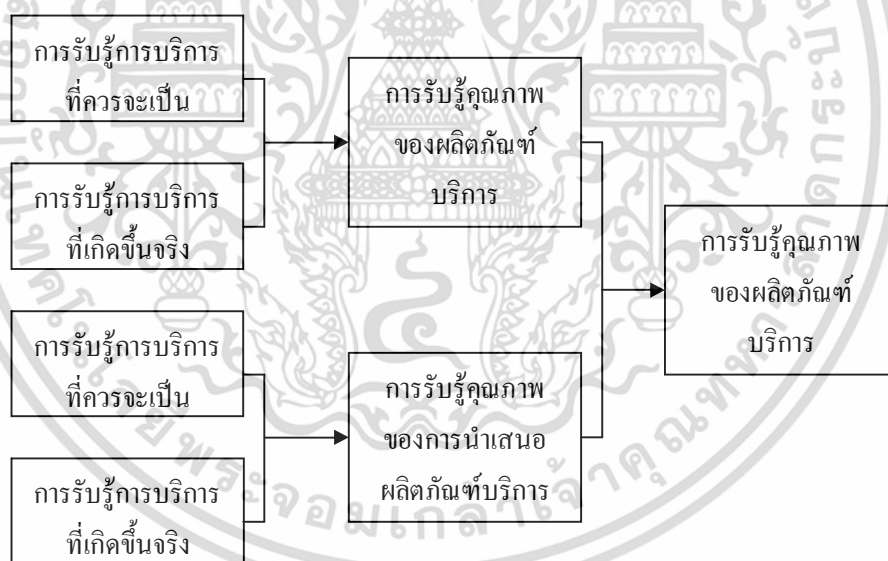 การรับรู้การบริการ
ที่ควรจะเป็น
การรับรู้การบริการ
ที่เกิดขึ้นจริง
การรับรู้คุณภาพ
ของผลิตภัณฑ์
บริการ
การรับรู้การบริการ
ที่ควรจะเป็น
การรับรู้การบริการ
ที่เกิดขึ้นจริง
การรับรู้คุณภาพ
ของการนำเสนอ
ผลิตภัณฑ์บริการ
การรับรู้คุณภาพ
ของผลิตภัณฑ์
บริการ